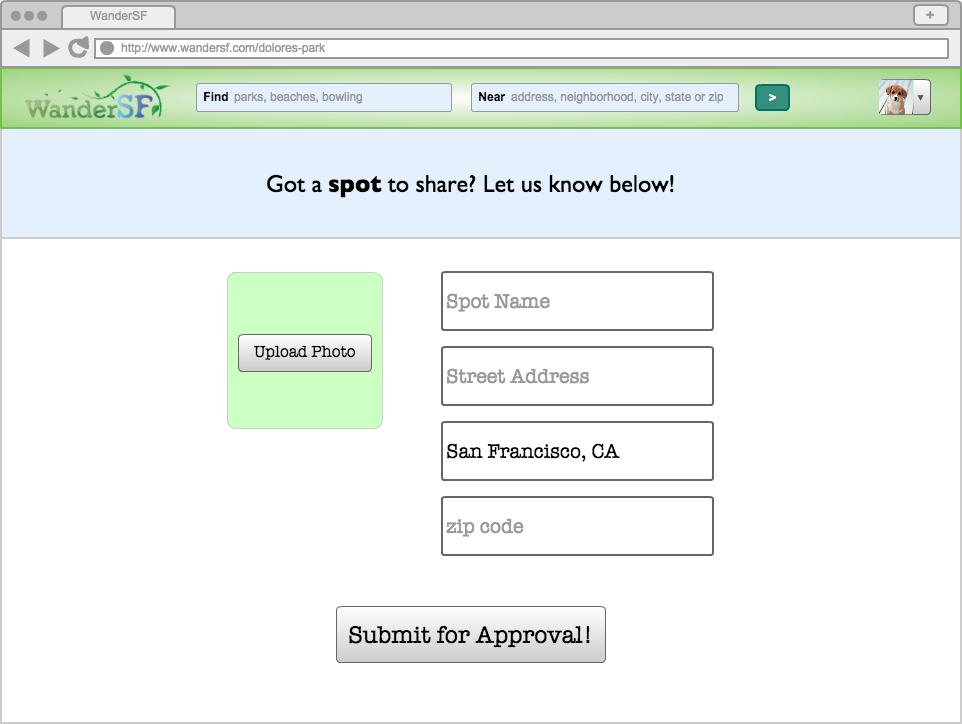 WanderSF
+
http://www.wandersf.com/dolores-park
WanderSF
Find parks, beaches, bowling
Near address, neighborhood, city, state or zip
>
Got a spot to share? Let us know below!
Upload Photo
Spot Name
Street Address
San Francisco, CA
zip code
Submit for Approval!